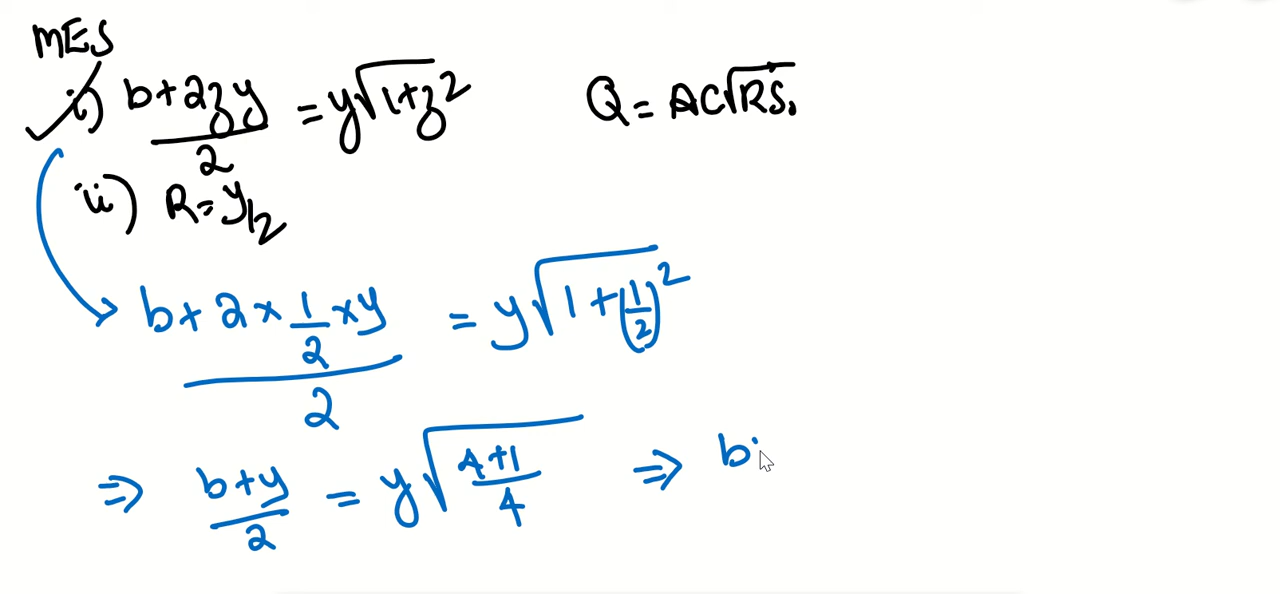 MES
i) (b+2zy)/2 = y√(1+z²)
Q = AC√RS.
ii) R=y/2
(b+2×1/2×y)/2 = y√(1+(1/2)²)
⇒ (b+y)/2 = y√((4+1)/4) ⇒ b